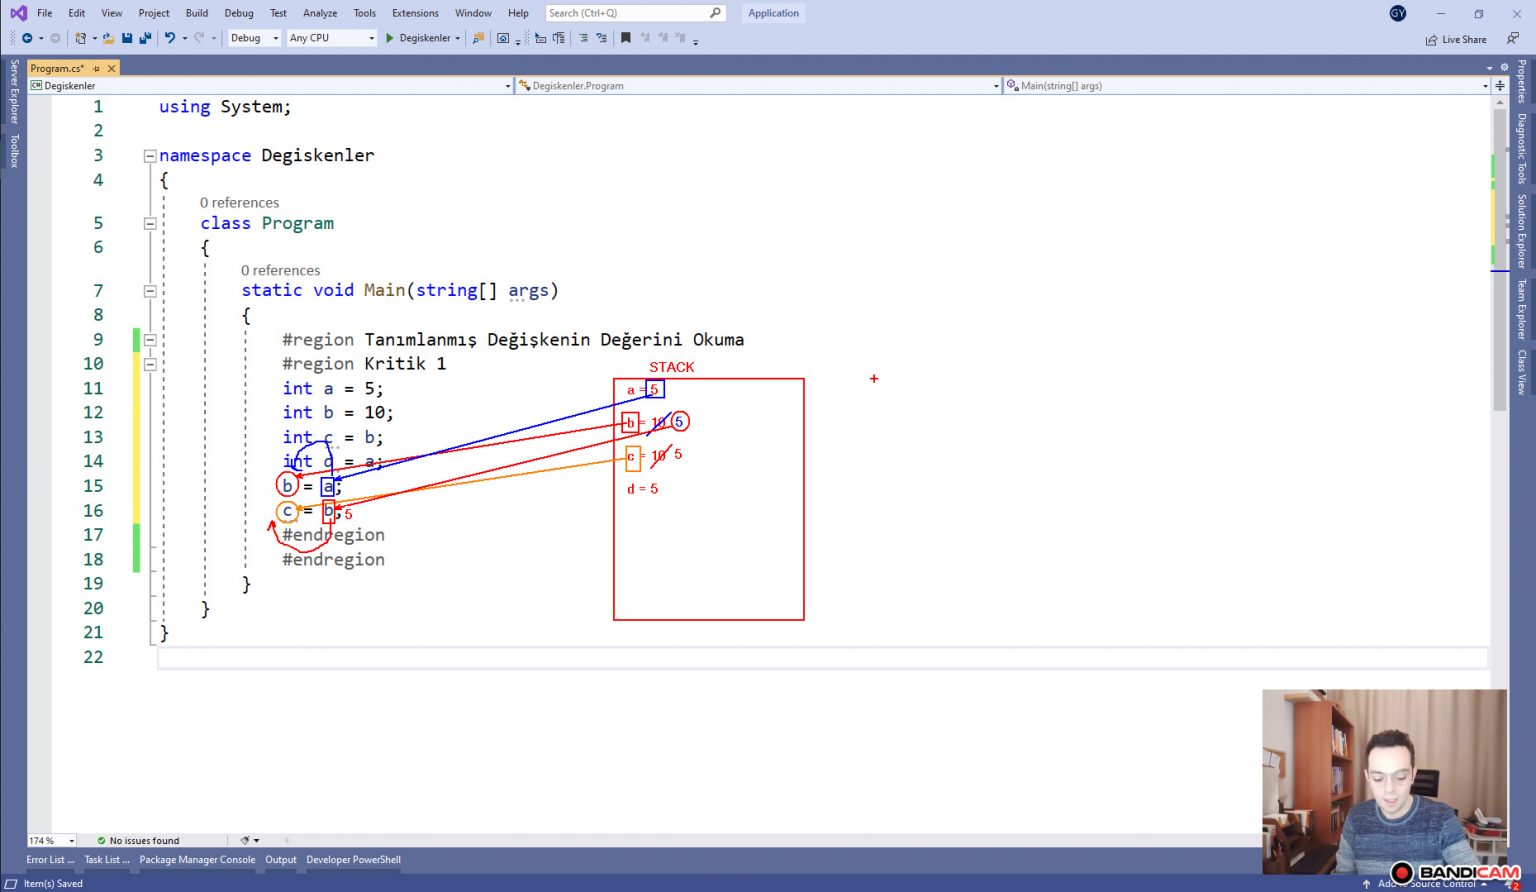 File Edit View Project Build Debug Test Analyze Tools Extensions Window Help Search (Ctrl+Q) Application GY
Debug Any CPU Degiskenler Live Share
Program.cs*
Degiskenler Degiskenler.Program Main(string[] args)
Server Explorer
Toolbox
1 using System;
2
3 namespace Degiskenler
4 {
0 references
5 class Program
6 {
0 references
7 static void Main(string[] args)
8 {
9 #region Tanımlanmış Değişkenin Değerini Okuma
10 #region Kritik 1
11 int a = 5;
12 int b = 10;
13 int c = b;
14 int d = a;
15 b = a;
16 c = b; 5
17 #endregion
18 #endregion
19 }
20 }
21 }
22
STACK
a = 5
b = 10 5
c = 10 5
d = 5
Properties
Diagnostic Tools
Solution Explorer
Team Explorer
Class View
174 % No issues found
Error List ... Task List ... Package Manager Console Output Developer PowerShell
Item(s) Saved Add to Source Control 2
BANDICAM